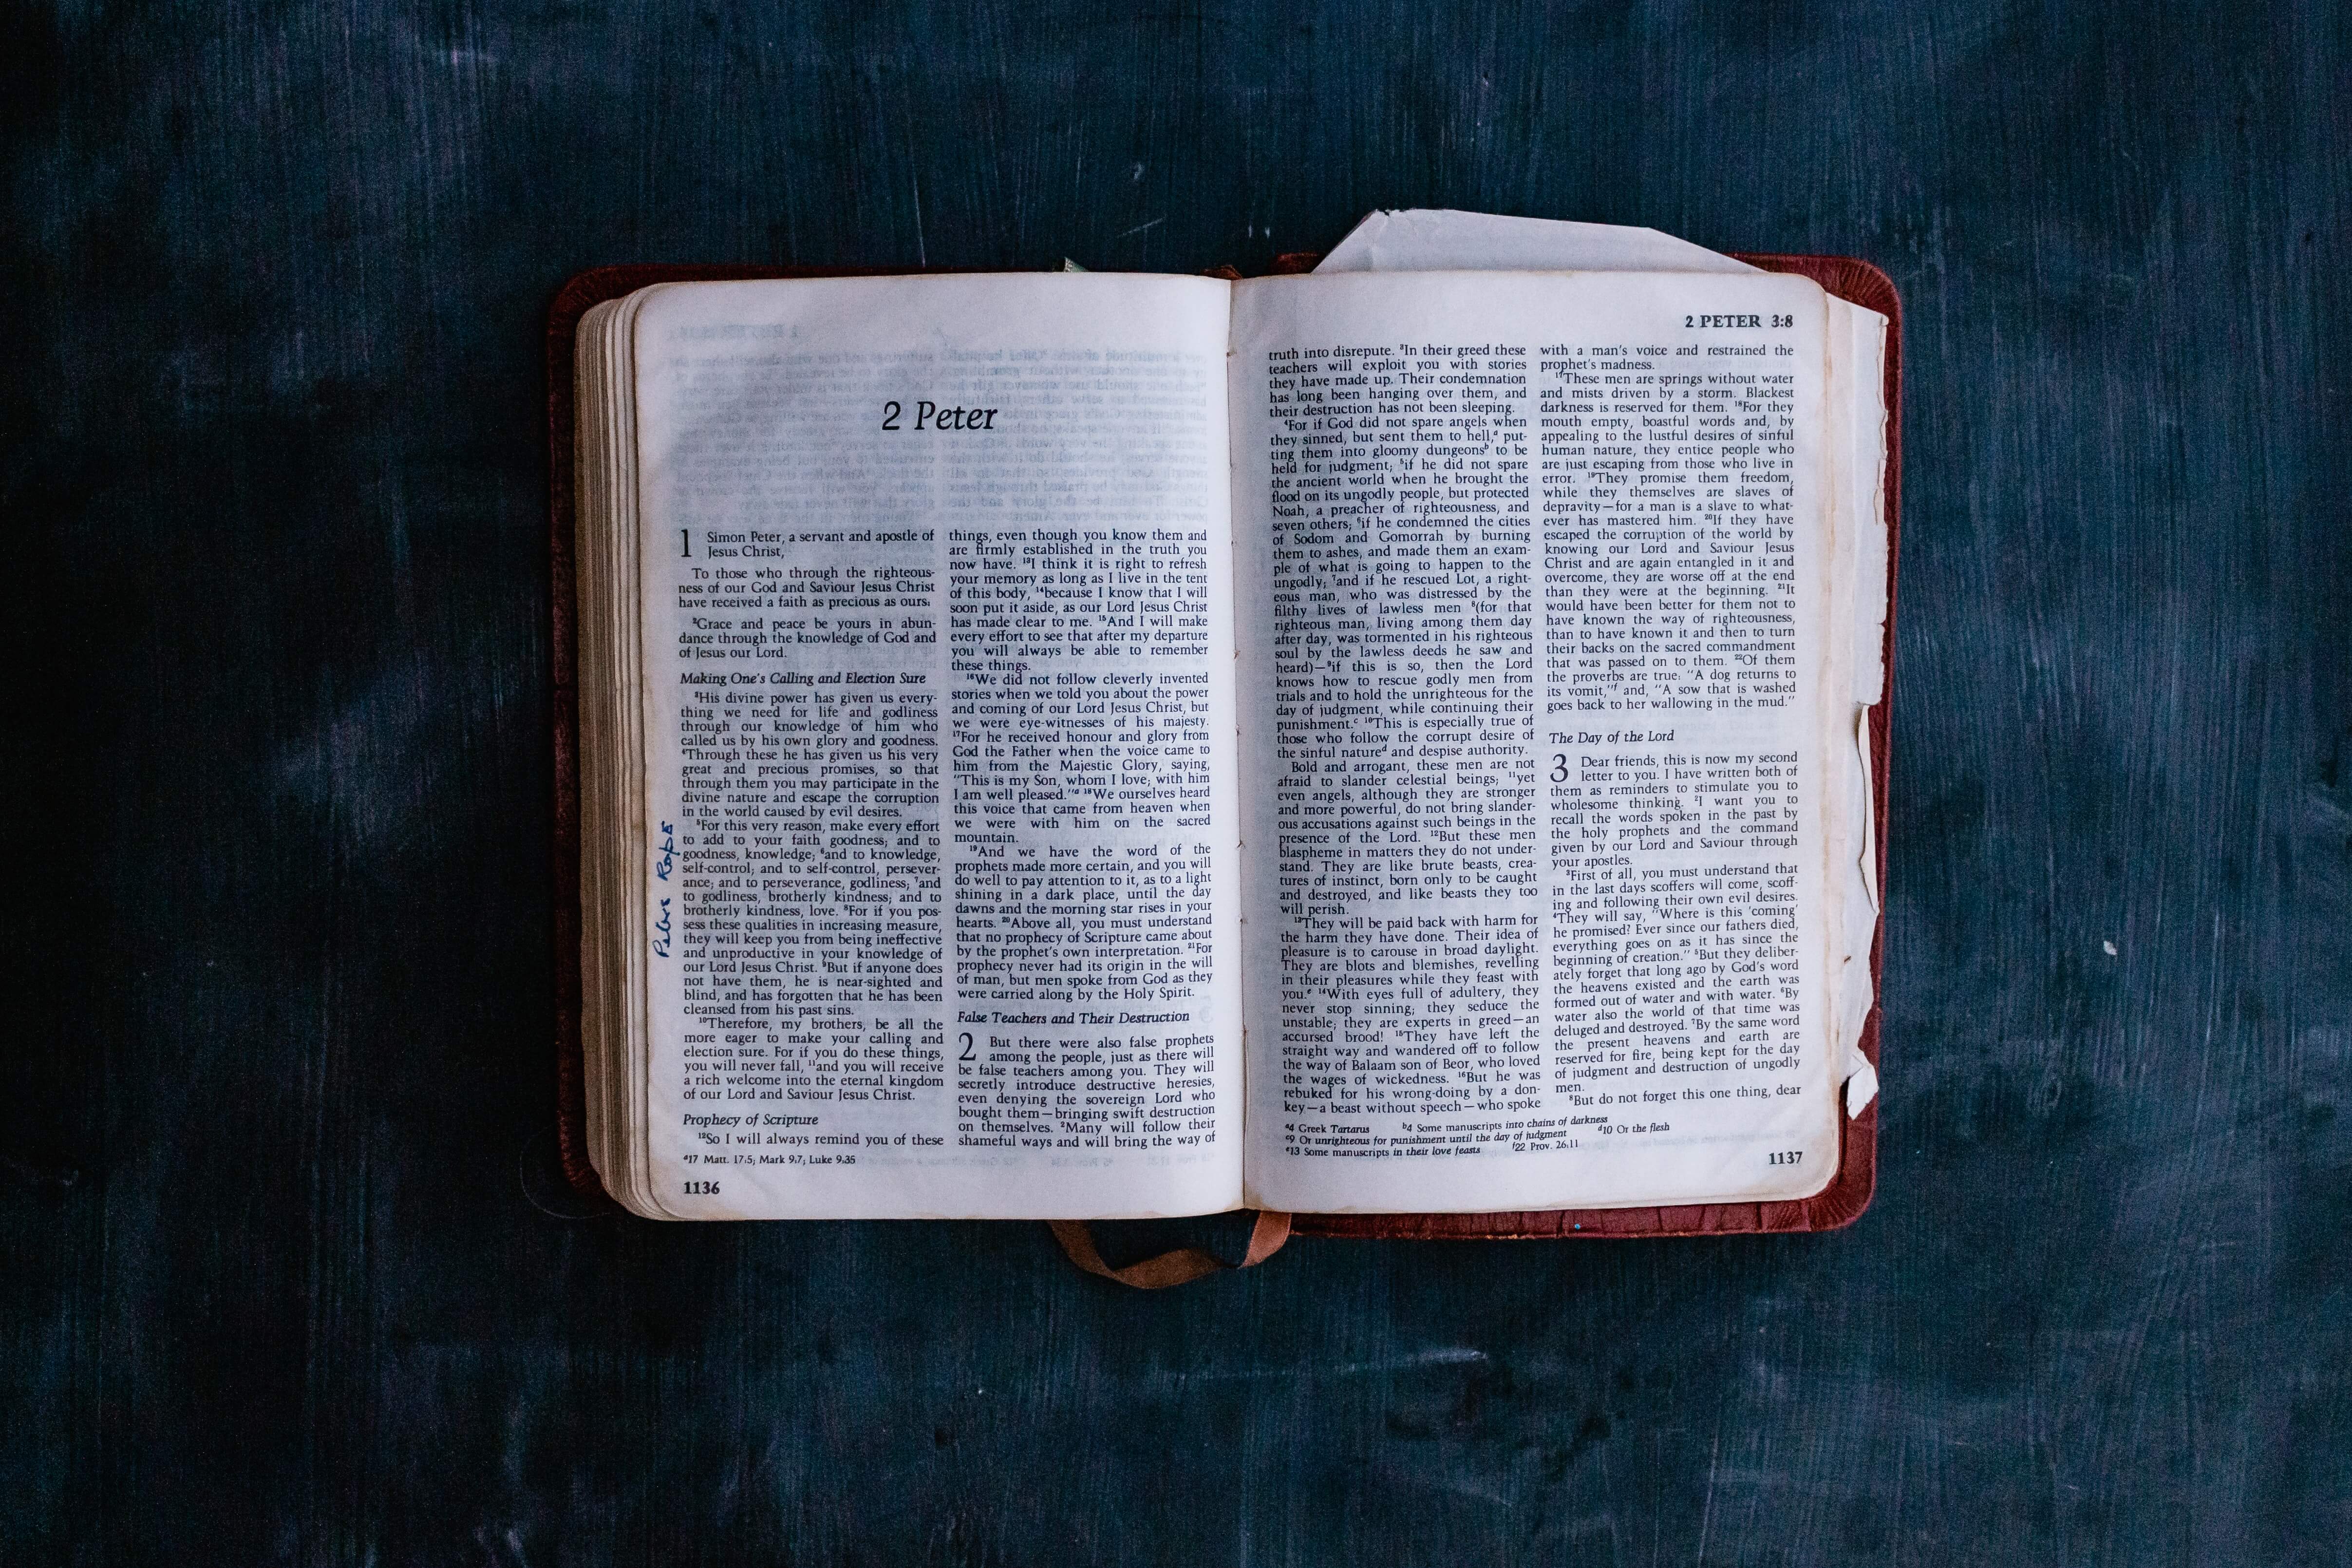 2 Peter
1 Simon Peter, a servant and apostle of
Jesus Christ,
To those who through the righteous-
ness of our God and Saviour Jesus Christ
have received a faith as precious as ours:
²Grace and peace be yours in abun-
dance through the knowledge of God and
of Jesus our Lord.
Making One's Calling and Election Sure
³His divine power has given us every-
thing we need for life and godliness
through our knowledge of him who
called us by his own glory and goodness.
⁴Through these he has given us his very
great and precious promises, so that
through them you may participate in the
divine nature and escape the corruption
in the world caused by evil desires.
⁵For this very reason, make every effort
to add to your faith goodness; and to
goodness, knowledge; ⁶and to knowledge,
self-control; and to self-control, persever-
ance; and to perseverance, godliness; ⁷and
to godliness, brotherly kindness; and to
brotherly kindness, love. ⁸For if you pos-
sess these qualities in increasing measure,
they will keep you from being ineffective
and unproductive in your knowledge of
our Lord Jesus Christ. ⁹But if anyone does
not have them, he is near-sighted and
blind, and has forgotten that he has been
cleansed from his past sins.
¹⁰Therefore, my brothers, be all the
more eager to make your calling and
election sure. For if you do these things,
you will never fall, ¹¹and you will receive
a rich welcome into the eternal kingdom
of our Lord and Saviour Jesus Christ.
Prophecy of Scripture
¹²So I will always remind you of these
ᵃ17 Matt. 17:5; Mark 9:7; Luke 9:35
1136
things, even though you know them and
are firmly established in the truth you
now have. ¹³I think it is right to refresh
your memory as long as I live in the tent
of this body, ¹⁴because I know that I will
soon put it aside, as our Lord Jesus Christ
has made clear to me. ¹⁵And I will make
every effort to see that after my departure
you will always be able to remember
these things.
¹⁶We did not follow cleverly invented
stories when we told you about the power
and coming of our Lord Jesus Christ, but
we were eye-witnesses of his majesty.
¹⁷For he received honour and glory from
God the Father when the voice came to
him from the Majestic Glory, saying,
"This is my Son, whom I love; with him
I am well pleased."ᵃ ¹⁸We ourselves heard
this voice that came from heaven when
we were with him on the sacred
mountain.
¹⁹And we have the word of the
prophets made more certain, and you will
do well to pay attention to it, as to a light
shining in a dark place, until the day
dawns and the morning star rises in your
hearts. ²⁰Above all, you must understand
that no prophecy of Scripture came about
by the prophet's own interpretation. ²¹For
prophecy never had its origin in the will
of man, but men spoke from God as they
were carried along by the Holy Spirit.
False Teachers and Their Destruction
2 But there were also false prophets
among the people, just as there will
be false teachers among you. They will
secretly introduce destructive heresies,
even denying the sovereign Lord who
bought them—bringing swift destruction
on themselves. ²Many will follow their
shameful ways and will bring the way of
2 PETER 3:8
truth into disrepute. ³In their greed these
teachers will exploit you with stories
they have made up. Their condemnation
has long been hanging over them, and
their destruction has not been sleeping.
⁴For if God did not spare angels when
they sinned, but sent them to hell,ᵃ put-
ting them into gloomy dungeonsᵇ to be
held for judgment; ⁵if he did not spare
the ancient world when he brought the
flood on its ungodly people, but protected
Noah, a preacher of righteousness, and
seven others; ⁶if he condemned the cities
of Sodom and Gomorrah by burning
them to ashes, and made them an exam-
ple of what is going to happen to the
ungodly; ⁷and if he rescued Lot, a right-
eous man, who was distressed by the
filthy lives of lawless men ⁸(for that
righteous man, living among them day
after day, was tormented in his righteous
soul by the lawless deeds he saw and
heard)—⁹if this is so, then the Lord
knows how to rescue godly men from
trials and to hold the unrighteous for the
day of judgment, while continuing their
punishment.ᶜ ¹⁰This is especially true of
those who follow the corrupt desire of
the sinful natureᵈ and despise authority.
Bold and arrogant, these men are not
afraid to slander celestial beings; ¹¹yet
even angels, although they are stronger
and more powerful, do not bring slander-
ous accusations against such beings in the
presence of the Lord. ¹²But these men
blaspheme in matters they do not under-
stand. They are like brute beasts, crea-
tures of instinct, born only to be caught
and destroyed, and like beasts they too
will perish.
¹³They will be paid back with harm for
the harm they have done. Their idea of
pleasure is to carouse in broad daylight.
They are blots and blemishes, revelling
in their pleasures while they feast with
you.ᵉ ¹⁴With eyes full of adultery, they
never stop sinning; they seduce the
unstable; they are experts in greed—an
accursed brood! ¹⁵They have left the
straight way and wandered off to follow
the way of Balaam son of Beor, who loved
the wages of wickedness. ¹⁶But he was
rebuked for his wrong-doing by a don-
key—a beast without speech—who spoke
with a man's voice and restrained the
prophet's madness.
¹⁷These men are springs without water
and mists driven by a storm. Blackest
darkness is reserved for them. ¹⁸For they
mouth empty, boastful words and, by
appealing to the lustful desires of sinful
human nature, they entice people who
are just escaping from those who live in
error. ¹⁹They promise them freedom,
while they themselves are slaves of
depravity—for a man is a slave to what-
ever has mastered him. ²⁰If they have
escaped the corruption of the world by
knowing our Lord and Saviour Jesus
Christ and are again entangled in it and
overcome, they are worse off at the end
than they were at the beginning. ²¹It
would have been better for them not to
have known the way of righteousness,
than to have known it and then to turn
their backs on the sacred commandment
that was passed on to them. ²²Of them
the proverbs are true: "A dog returns to
its vomit,"ᶠ and, "A sow that is washed
goes back to her wallowing in the mud."
The Day of the Lord
3 Dear friends, this is now my second
letter to you. I have written both of
them as reminders to stimulate you to
wholesome thinking. ²I want you to
recall the words spoken in the past by
the holy prophets and the command
given by our Lord and Saviour through
your apostles.
³First of all, you must understand that
in the last days scoffers will come, scoff-
ing and following their own evil desires.
⁴They will say, "Where is this 'coming'
he promised? Ever since our fathers died,
everything goes on as it has since the
beginning of creation." ⁵But they deliber-
ately forget that long ago by God's word
the heavens existed and the earth was
formed out of water and with water. ⁶By
water also the world of that time was
deluged and destroyed. ⁷By the same word
the present heavens and earth are
reserved for fire, being kept for the day
of judgment and destruction of ungodly
men.
⁸But do not forget this one thing, dear
ᵃ4 Greek Tartarus ᵇ4 Some manuscripts into chains of darkness
ᶜ9 Or unrighteous for punishment until the day of judgment ᵈ10 Or the flesh
ᵉ13 Some manuscripts in their love feasts ᶠ22 Prov. 26:11
1137